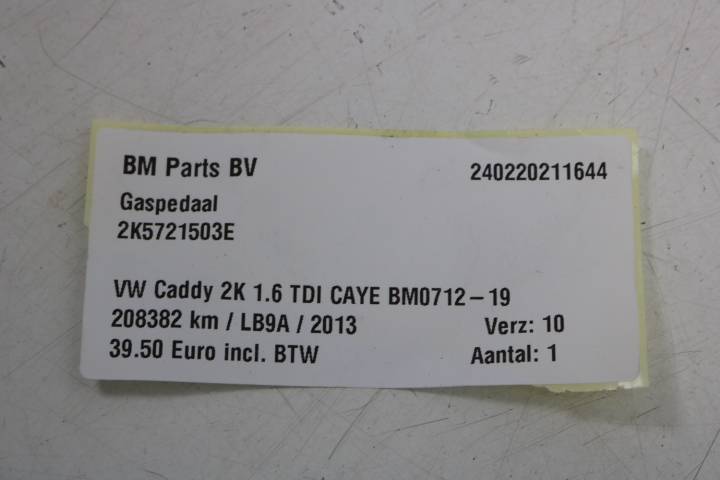 BM Parts BV 240220211644
Gaspedaal
2K5721503E
VW Caddy 2K 1.6 TDI CAYE BM0712-19
208382 km / LB9A / 2013 Verz: 10
39.50 Euro incl. BTW Aantal: 1